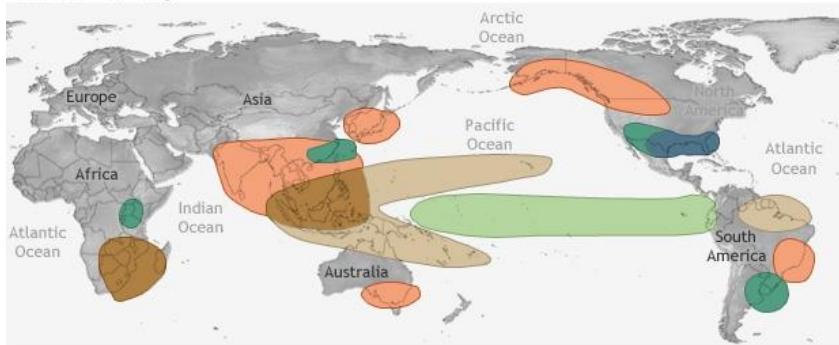 Arctic
Ocean
Europe
Asia
North
America
Pacific
Ocean
Africa
Atlantic
Ocean
Indian
Ocean
Atlantic
Ocean
South
America
Australia